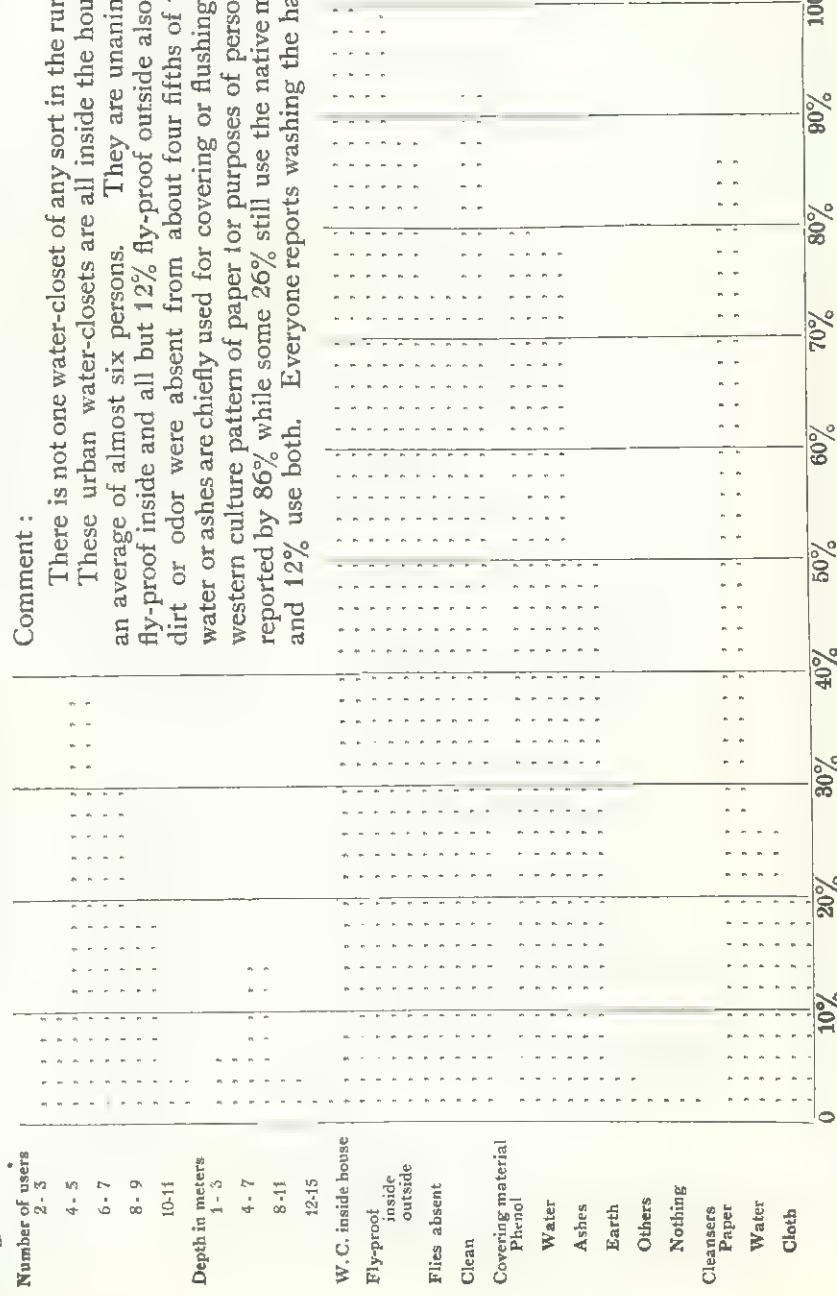 Comment :
There is not one water-closet of any sort in the rur
These urban water-closets are all inside the hou
an average of almost six persons. They are unanin
fly-proof inside and all but 12% fly-proof outside also
dirt or odor were absent from about four fifths of
water or ashes are chiefly used for covering or flushing
western culture pattern of paper for purposes of perso
reported by 86% while some 26% still use the native m
and 12% use both. Everyone reports washing the ha
Number of users
2 - 3
4 - 5
6 - 7
8 - 9
10-11
Depth in meters
1 - 3
4 - 7
8-11
12-15
W. C. inside house
Fly-proof
inside
outside
Flies absent
Clean
Covering material
Phenol
Water
Ashes
Earth
Others
Nothing
Cleansers
Paper
Water
Cloth
0 10% 20% 30% 40% 50% 60% 70% 80% 90% 100